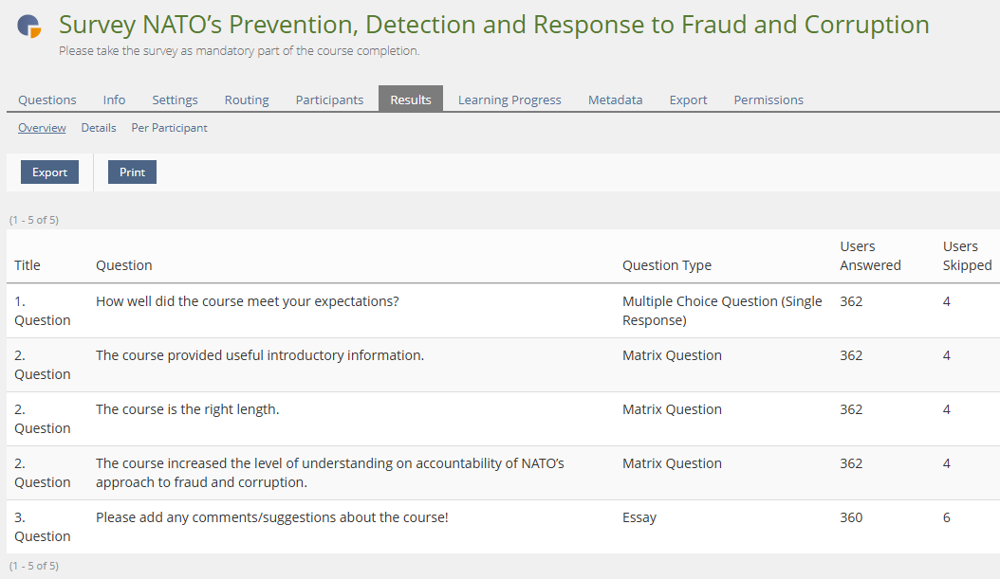 Survey NATO’s Prevention, Detection and Response to Fraud and Corruption
Please take the survey as mandatory part of the course completion.
Questions Info Settings Routing Participants Results Learning Progress Metadata Export Permissions
Overview Details Per Participant
Export Print
(1 - 5 of 5)
Title Question Question Type Users Answered Users Skipped
1. Question How well did the course meet your expectations? Multiple Choice Question (Single Response) 362 4
2. Question The course provided useful introductory information. Matrix Question 362 4
2. Question The course is the right length. Matrix Question 362 4
2. Question The course increased the level of understanding on accountability of NATO’s approach to fraud and corruption. Matrix Question 362 4
3. Question Please add any comments/suggestions about the course! Essay 360 6
(1 - 5 of 5)